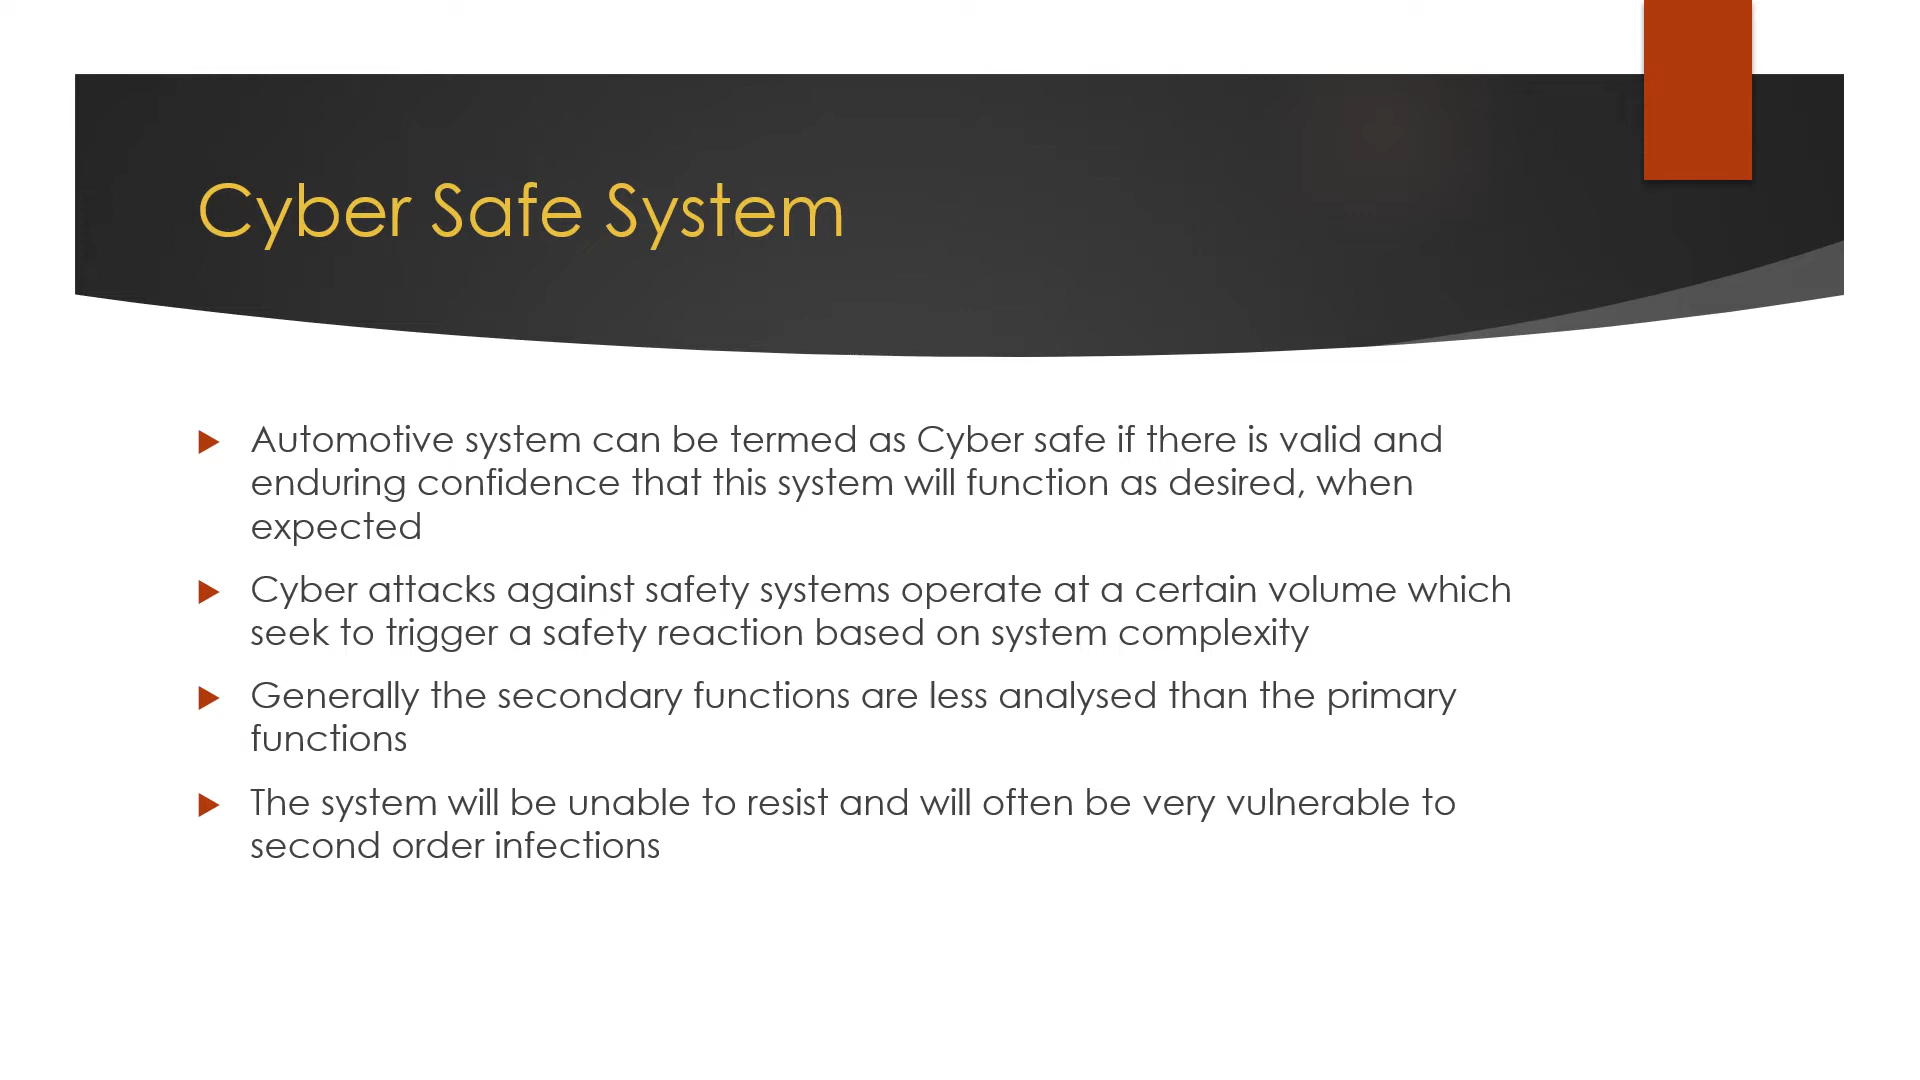 Cyber Safe System
Automotive system can be termed as Cyber safe if there is valid and
enduring confidence that this system will function as desired, when
expected
Cyber attacks against safety systems operate at a certain volume which
seek to trigger a safety reaction based on system complexity
Generally the secondary functions are less analysed than the primary
functions
The system will be unable to resist and will often be very vulnerable to
second order infections